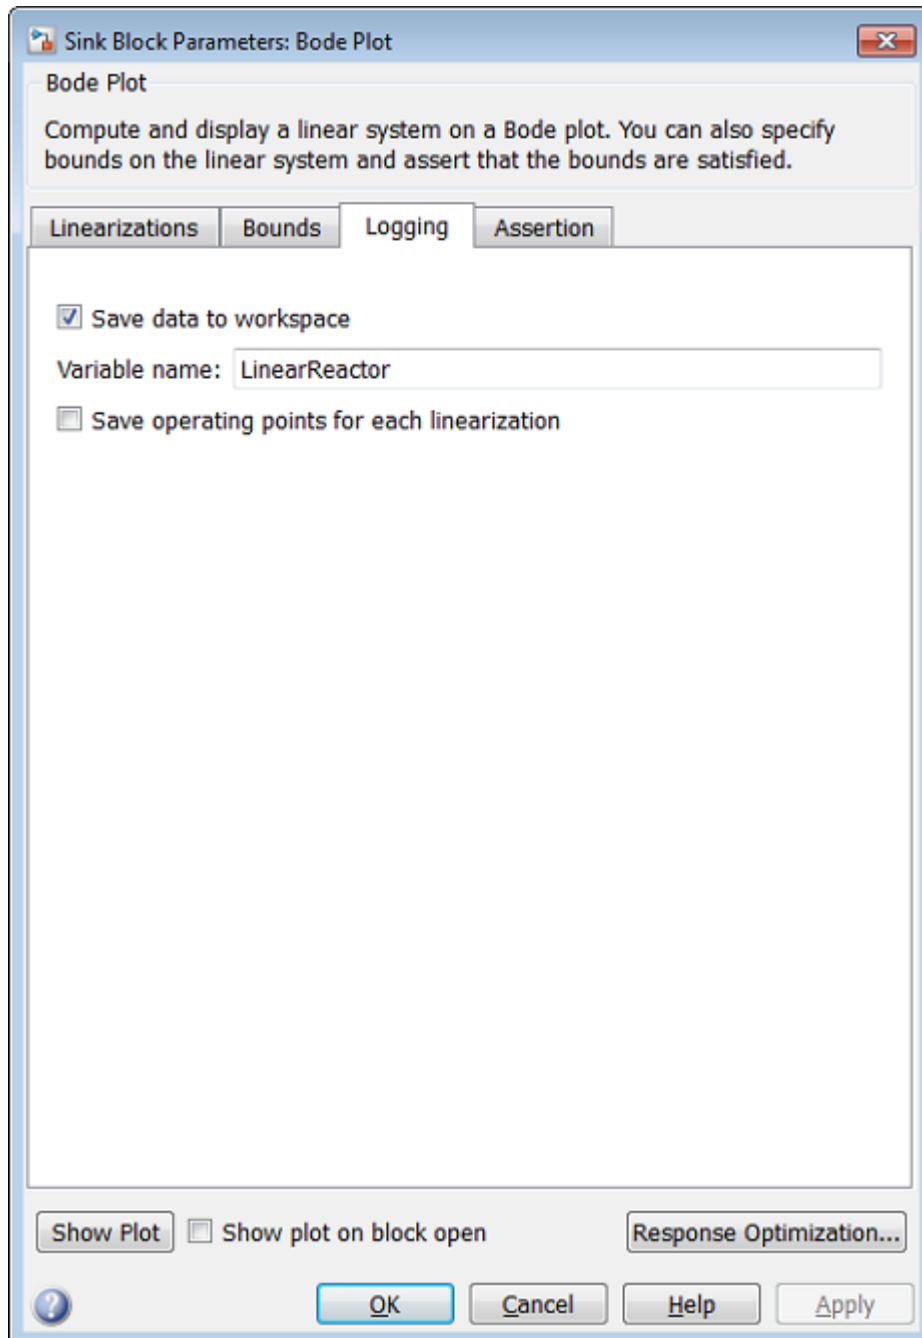 Sink Block Parameters: Bode Plot
Bode Plot
Compute and display a linear system on a Bode plot. You can also specify
bounds on the linear system and assert that the bounds are satisfied.
Linearizations Bounds Logging Assertion
Save data to workspace
Variable name: LinearReactor
Save operating points for each linearization
Show Plot Show plot on block open Response Optimization...
OK Cancel Help Apply